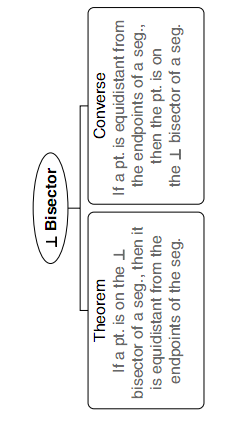 ⊥ Bisector
Theorem
If a pt. is on the ⊥
bisector of a seg., then it
is equidistant from the
endpoints of the seg.
Converse
If a pt. is equidistant from
the endpoints of a seg.,
then the pt. is on
the ⊥ bisector of a seg.